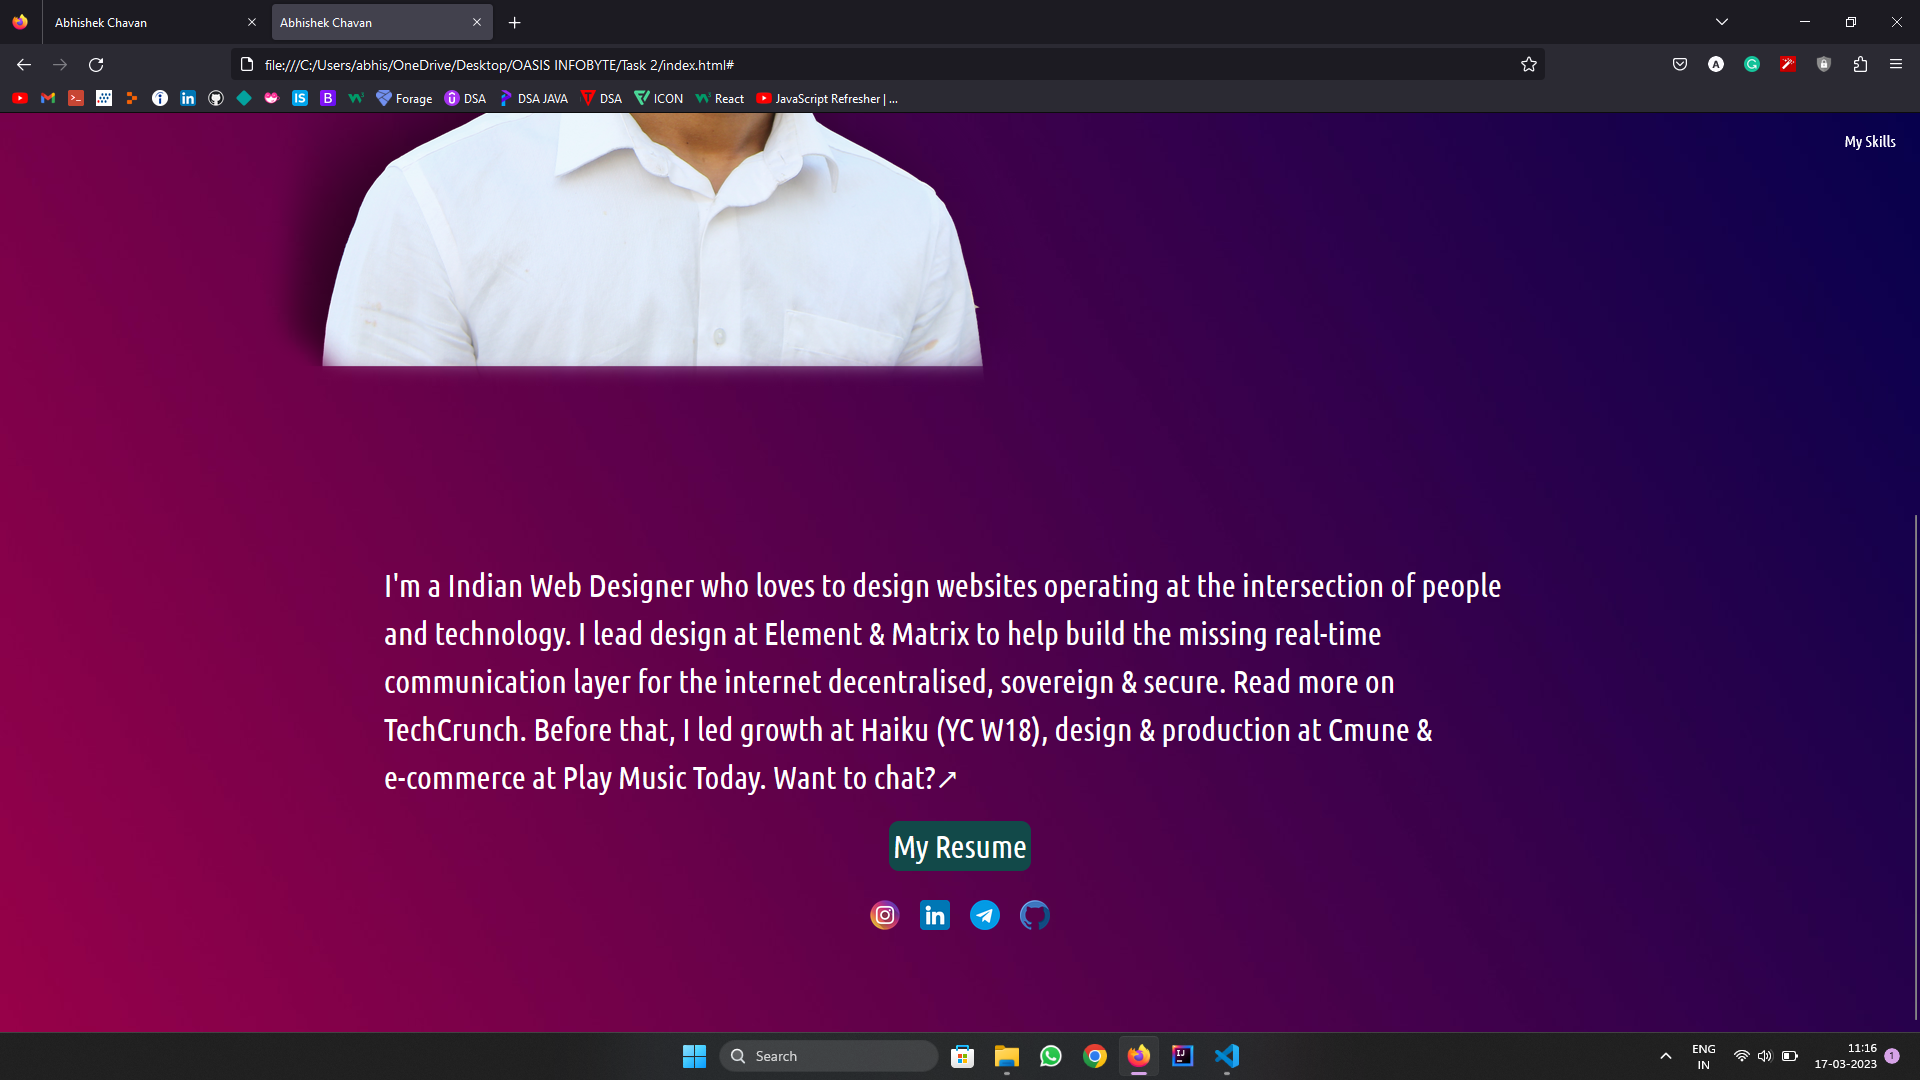 Abhishek Chavan
Abhishek Chavan
file:///C:/Users/abhis/OneDrive/Desktop/OASIS INFOBYTE/Task 2/index.html#
Forage
DSA
DSA JAVA
DSA
ICON
React
JavaScript Refresher | ...
My Skills
I'm a Indian Web Designer who loves to design websites operating at the intersection of people
and technology. I lead design at Element & Matrix to help build the missing real-time
communication layer for the internet decentralised, sovereign & secure. Read more on
TechCrunch. Before that, I led growth at Haiku (YC W18), design & production at Cmune &
e-commerce at Play Music Today. Want to chat?↗
My Resume
Search
ENG
IN
11:16
17-03-2023
1